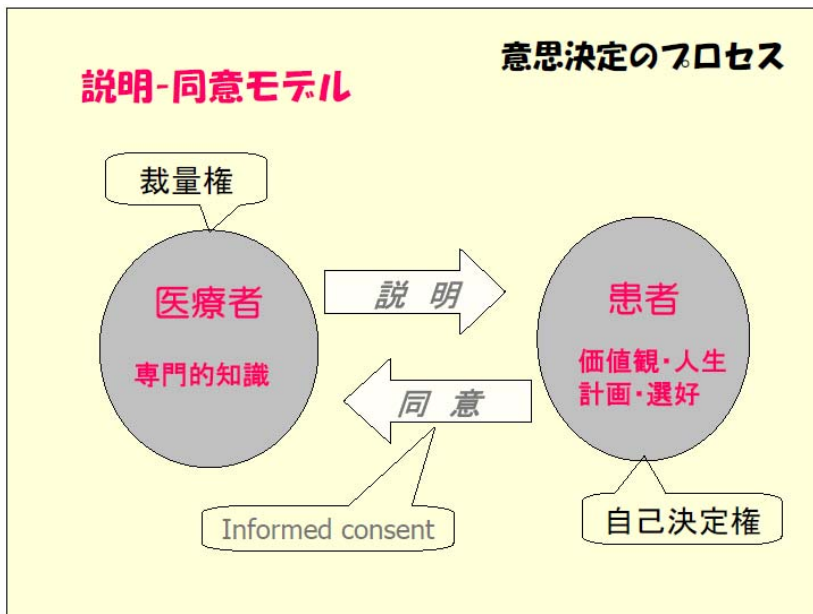 意思決定のプロセス
説明-同意モデル
裁量権
医療者
専門的知識
説 明
同 意
患者
価値観・人生
計画・選好
Informed consent
自己決定権